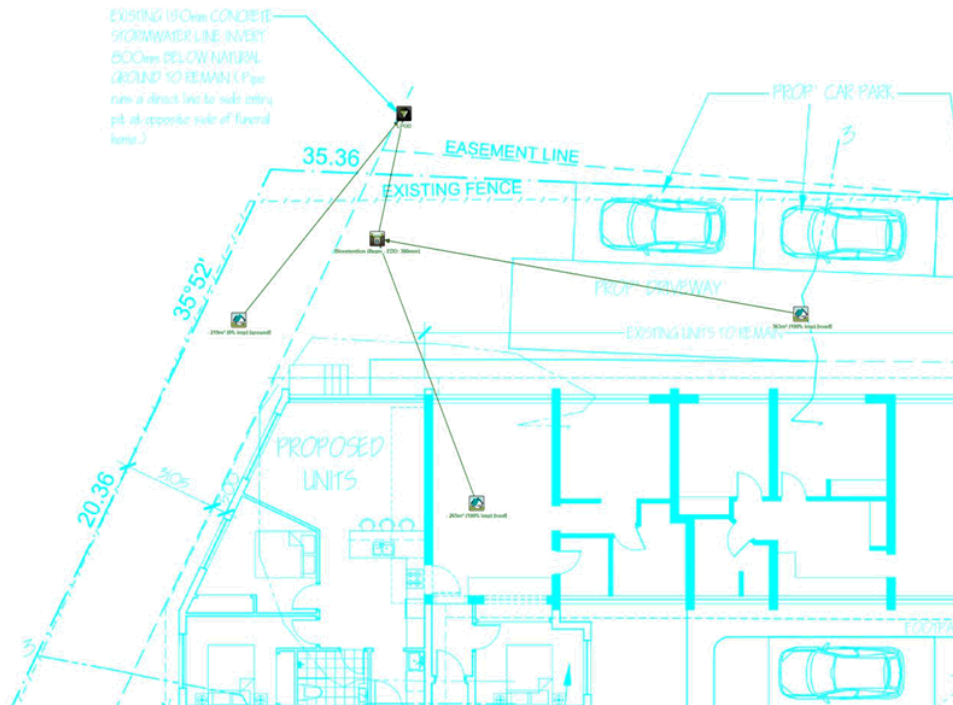 EXISTING 150mm CONCRETE
STORMWATER LINE INVERT
800mm BELOW NATURAL
GROUND TO REMAIN (Pipe
runs a direct line to side entry
pit at opposite side of funeral
home.)
PROP' CAR PARK
3
35.36
EASEMENT LINE
EXISTING FENCE
35°52'
PROP' DRIVEWAY
EXISTING UNITS TO REMAIN
PROPOSED
UNITS
3105
20.36
3